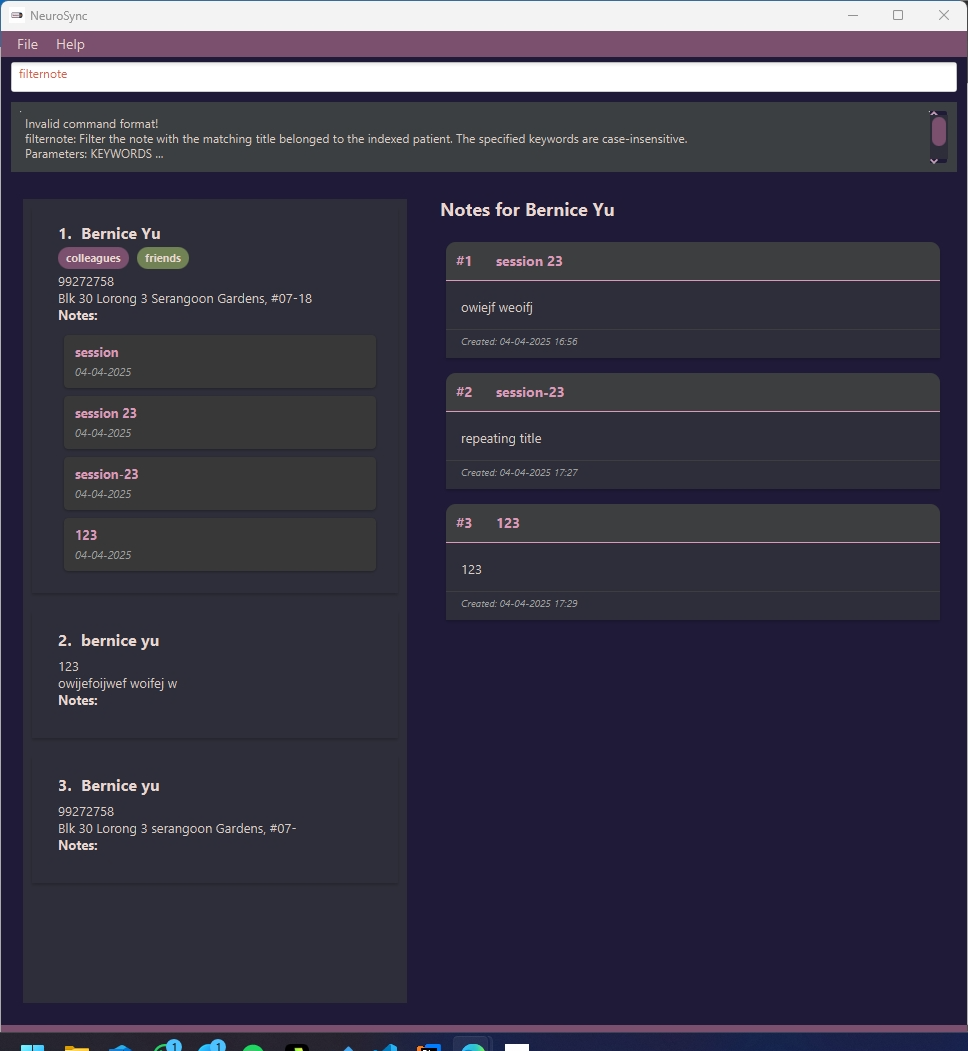 NeuroSync
File Help
filternote
Invalid command format!
filternote: Filter the note with the matching title belonged to the indexed patient. The specified keywords are case-insensitive.
Parameters: KEYWORDS ...
1. Bernice Yu
colleagues friends
99272758
Blk 30 Lorong 3 Serangoon Gardens, #07-18
Notes:
session
04-04-2025
session 23
04-04-2025
session-23
04-04-2025
123
04-04-2025
2. bernice yu
123
owijefoijwef woifej w
Notes:
3. Bernice yu
99272758
Blk 30 Lorong 3 serangoon Gardens, #07-
Notes:
Notes for Bernice Yu
#1 session 23
owiejf weoifj
Created: 04-04-2025 16:56
#2 session-23
repeating title
Created: 04-04-2025 17:27
#3 123
123
Created: 04-04-2025 17:29
1
1